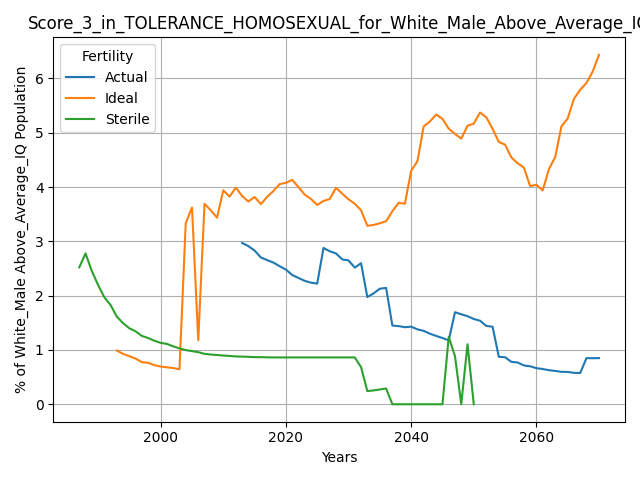 Score_3_in_TOLERANCE_HOMOSEXUAL_for_White_Male_Above_Average_IQ
Fertility
Actual
Ideal
Sterile
% of White_Male Above_Average_IQ Population
6
5
4
3
2
1
0
2000
2020
2040
2060
Years